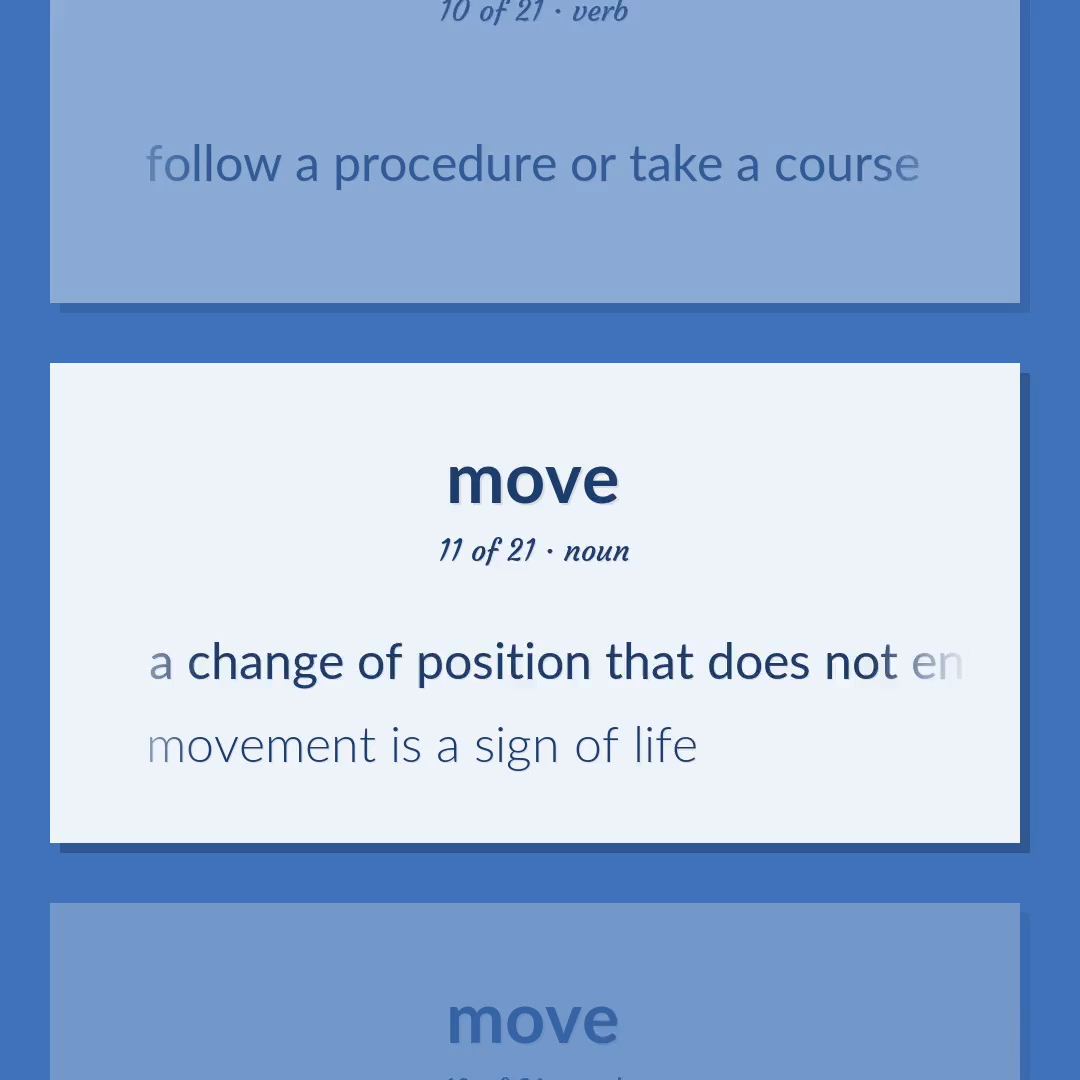 10 of 21 · verb
follow a procedure or take a course
move
11 of 21 · noun
a change of position that does not en
movement is a sign of life
move